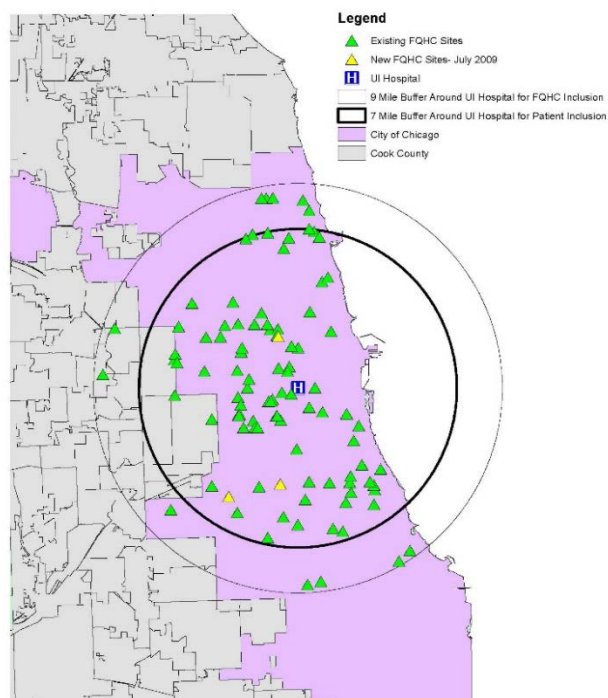 Legend
Existing FQHC Sites
New FQHC Sites- July 2009
H UI Hospital
9 Mile Buffer Around UI Hospital for FQHC Inclusion
7 Mile Buffer Around UI Hospital for Patient Inclusion
City of Chicago
Cook County
H